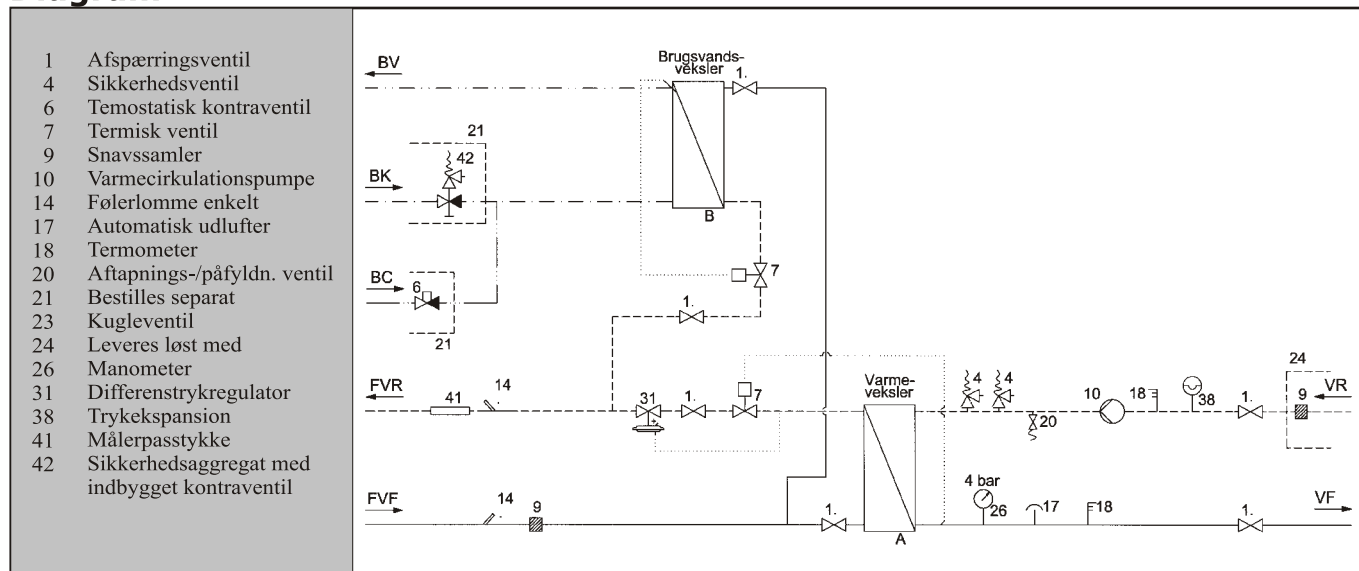 1 Afspærringsventil
4 Sikkerhedsventil
6 Temostatisk kontraventil
7 Termisk ventil
9 Snavssamler
10 Varmecirkulationspumpe
14 Følerlomme enkelt
17 Automatisk udlufter
18 Termometer
20 Aftapnings-/påfyldn. ventil
21 Bestilles separat
23 Kugleventil
24 Leveres løst med
26 Manometer
31 Differenstrykregulator
38 Trykekspansion
41 Målerpasstykke
42 Sikkerhedsaggregat med
indbygget kontraventil
BV
Brugsvands-
veksler
1.
21
42
BK
B
BC
6
21
7
1.
FVR
41
14
31
1.
7
Varme-
veksler
4
4
20
10
18
38
1.
24
9
VR
FVF
14
9
1.
A
4 bar
26
17
18
1.
VF